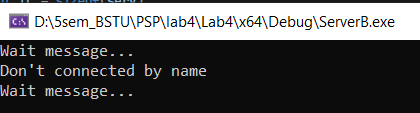 D:\5sem_BSTU\PSP\lab4\Lab4\x64\Debug\ServerB.exe
Wait message...
Don't connected by name
Wait message...